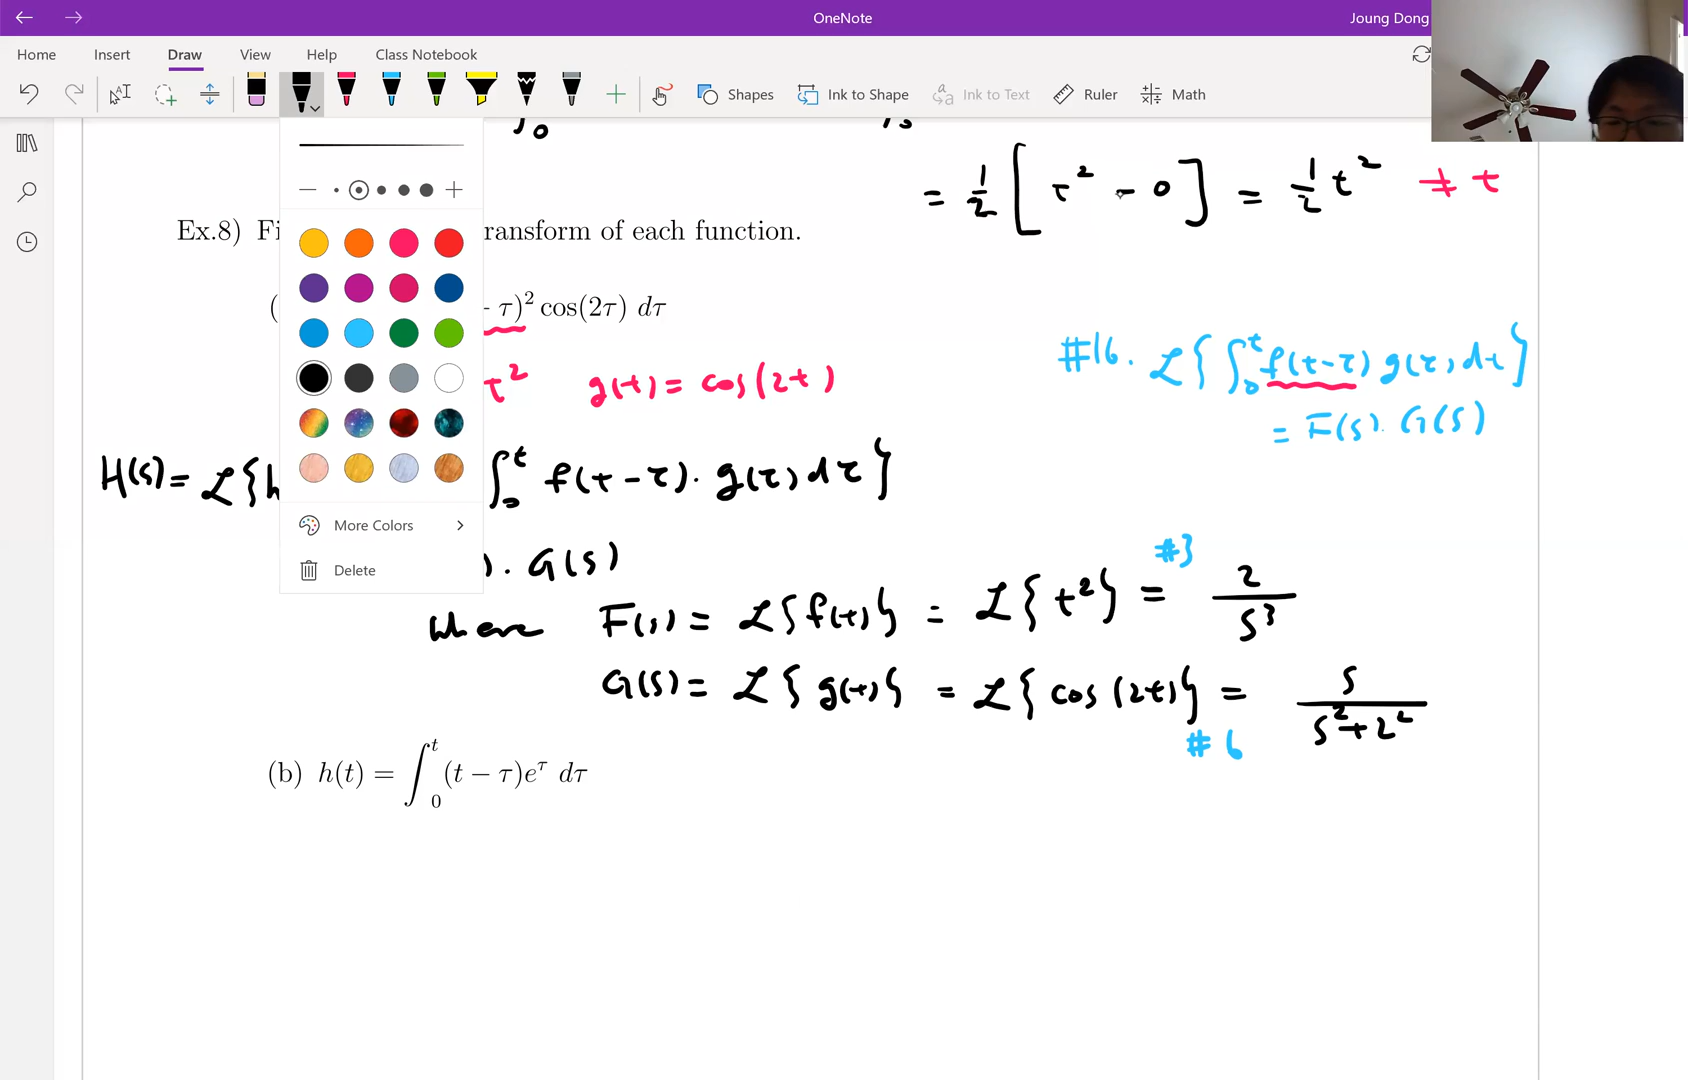 OneNote
Joung Dong
Home Insert Draw View Help Class Notebook
Shapes Ink to Shape Ink to Text Ruler Math
= 1/2 [ τ² - 0 ] = 1/2 t² ≠ t
Ex.8) Fi ransform of each function.
( - τ)² cos(2τ) dτ
#16. ℒ{ ∫₀ᵗ f(t-τ) g(τ) dτ }
= F(s). G(s)
t² g(t) = cos(2t)
H(s) = ℒ{h ∫₀ᵗ f(t-τ). g(τ) dτ }
). G(s)
More Colors
Delete
where F(s) = ℒ{f(t)} = ℒ{t²} = 2/s³
#3
G(s) = ℒ{g(t)} = ℒ{cos(2t)} = s/(s²+2²)
#6
(b) h(t) = ∫₀ᵗ (t − τ)e^τ dτ